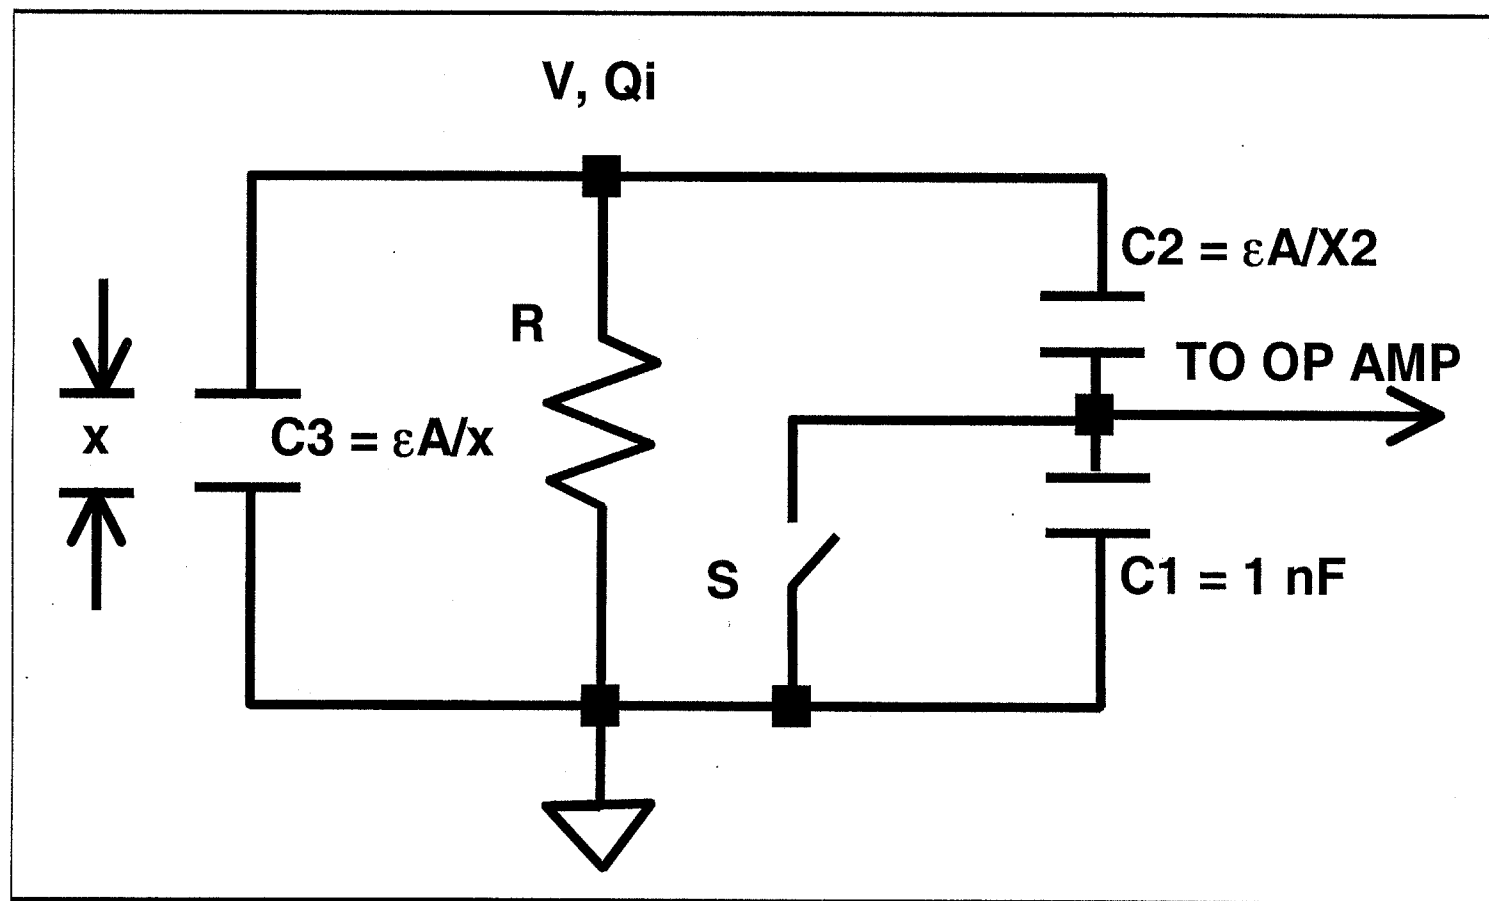 V, Qi
C2 = εA/X2
R
TO OP AMP
x
C3 = εA/x
S
C1 = 1 nF